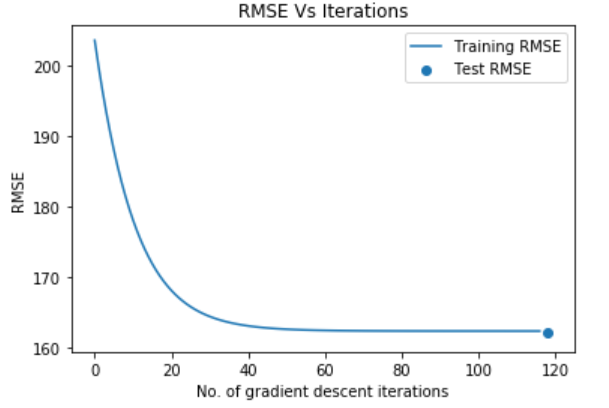 RMSE Vs Iterations
Training RMSE
Test RMSE
200
190
180
170
160
RMSE
0 20 40 60 80 100 120
No. of gradient descent iterations